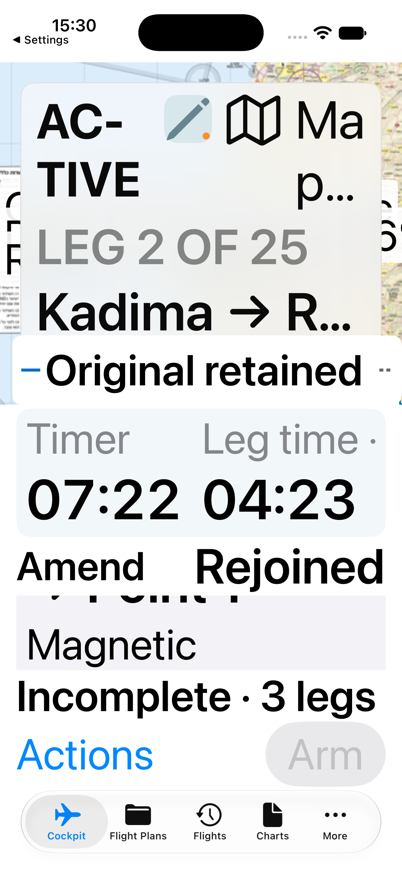 15:30
Settings
AC-
TIVE
Ma
p...
LEG 2 OF 25
Kadima → R...
Original retained
Timer
Leg time ·
07:22
04:23
Amend
Rejoined
Magnetic
Incomplete · 3 legs
Actions
Arm
Cockpit
Flight Plans
Flights
Charts
More